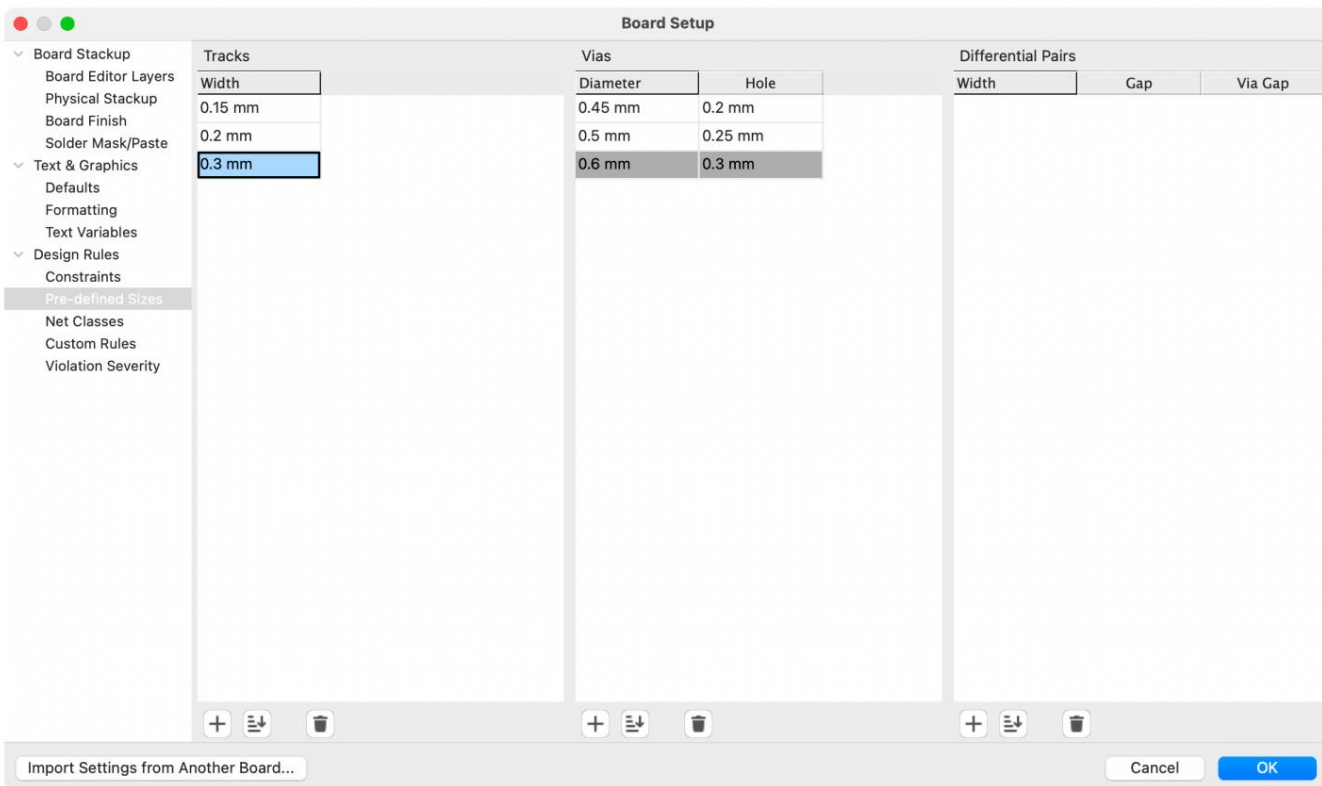 Board Setup
Board Stackup
Board Editor Layers
Physical Stackup
Board Finish
Solder Mask/Paste
Text & Graphics
Defaults
Formatting
Text Variables
Design Rules
Constraints
Pre-defined Sizes
Net Classes
Custom Rules
Violation Severity
Tracks
Width
0.15 mm
0.2 mm
0.3 mm
Vias
Diameter Hole
0.45 mm 0.2 mm
0.5 mm 0.25 mm
0.6 mm 0.3 mm
Differential Pairs
Width Gap Via Gap
Import Settings from Another Board...
Cancel OK